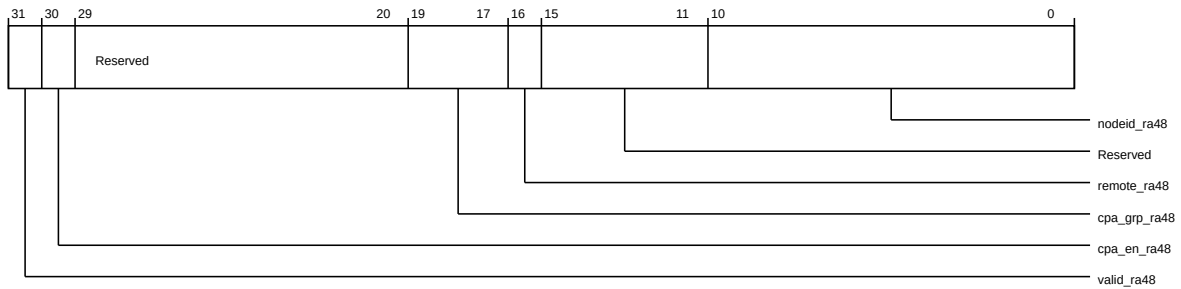 31 30 29 20 19 17 16 15 11 10 0
Reserved
nodeid_ra48
Reserved
remote_ra48
cpa_grp_ra48
cpa_en_ra48
valid_ra48